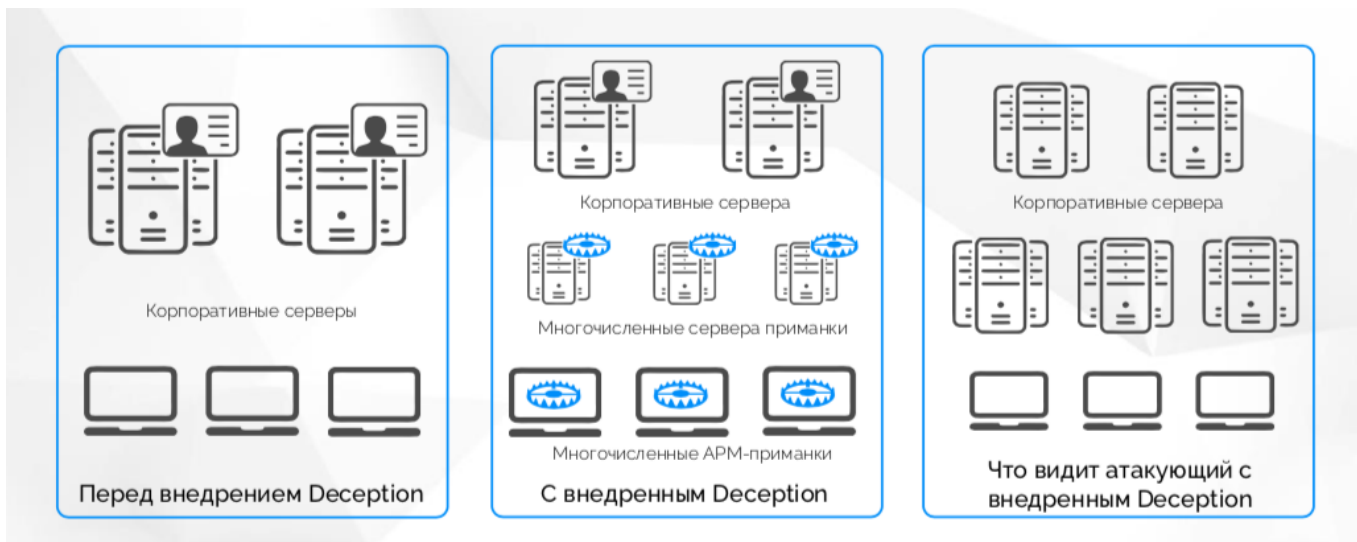 Корпоративные серверы
Перед внедрением Deception
Корпоративные сервера
Многочисленные сервера приманки
Многочисленные АРМ-приманки
С внедренным Deception
Корпоративные сервера
Что видит атакующий с
внедренным Deception